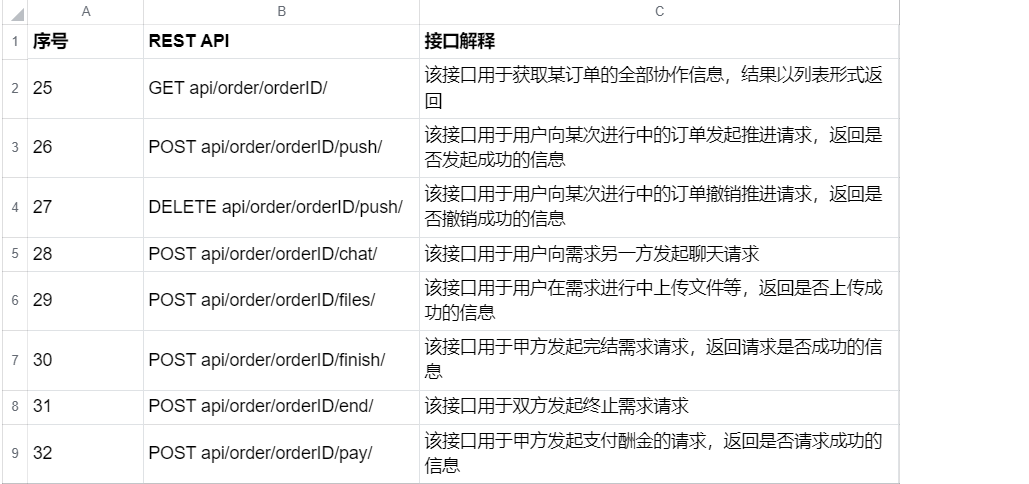 A B C
1 序号 REST API 接口解释
2 25 GET api/order/orderID/ 该接口用于获取某订单的全部协作信息，结果以列表形式返
回
3 26 POST api/order/orderID/push/ 该接口用于用户向某次进行中的订单发起推进请求，返回是
否发起成功的信息
4 27 DELETE api/order/orderID/push/ 该接口用于用户向某次进行中的订单撤销推进请求，返回是
否撤销成功的信息
5 28 POST api/order/orderID/chat/ 该接口用于用户向需求另一方发起聊天请求
6 29 POST api/order/orderID/files/ 该接口用于用户在需求进行中上传文件等，返回是否上传成
功的信息
7 30 POST api/order/orderID/finish/ 该接口用于甲方发起完结需求请求，返回请求是否成功的信
息
8 31 POST api/order/orderID/end/ 该接口用于双方发起终止需求请求
9 32 POST api/order/orderID/pay/ 该接口用于甲方发起支付酬金的请求，返回是否请求成功的
信息